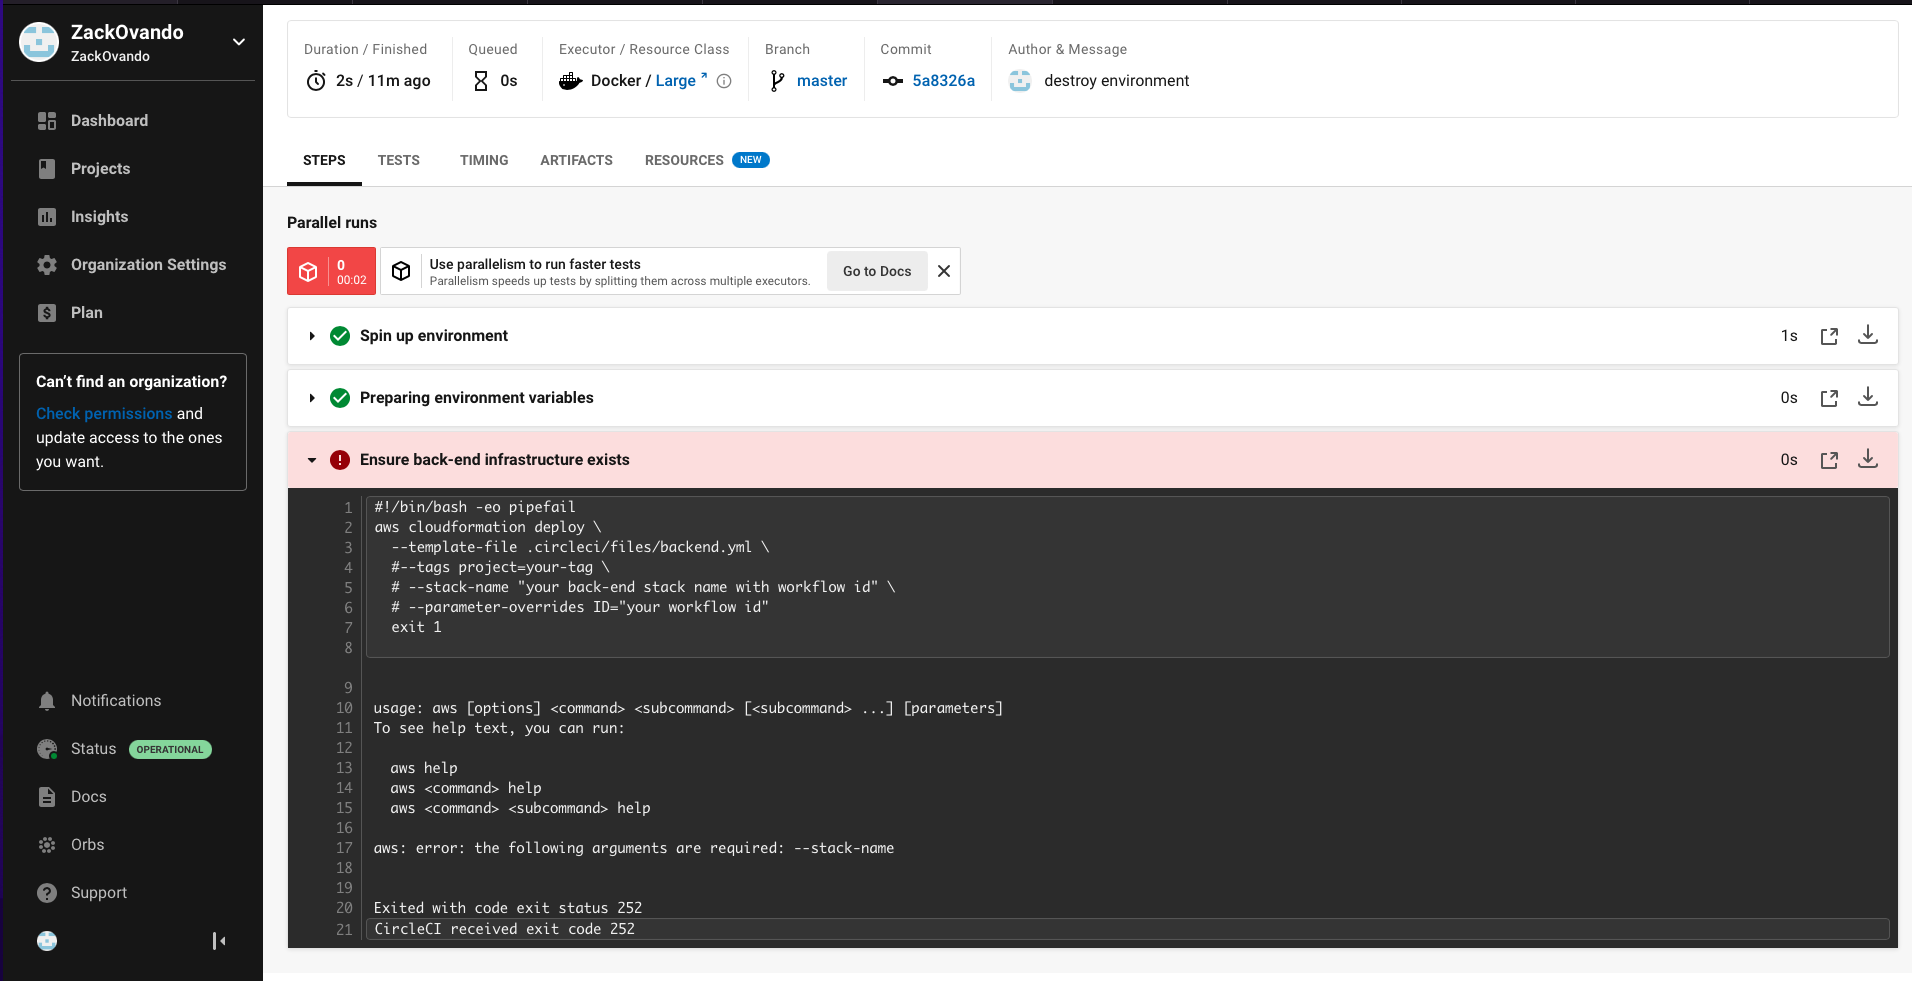 ZackOvando
ZackOvando
Dashboard
Projects
Insights
Organization Settings
Plan
Can't find an organization?
Check permissions and
update access to the ones
you want.
Notifications
Status OPERATIONAL
Docs
Orbs
Support
Duration / Finished
2s / 11m ago
Queued
0s
Executor / Resource Class
Docker / Large
Branch
master
Commit
5a8326a
Author & Message
destroy environment
STEPS TESTS TIMING ARTIFACTS RESOURCES NEW
Parallel runs
0
00:02
Use parallelism to run faster tests
Parallelism speeds up tests by splitting them across multiple executors.
Go to Docs
Spin up environment 1s
Preparing environment variables 0s
Ensure back-end infrastructure exists 0s
1 #!/bin/bash -eo pipefail
2 aws cloudformation deploy \
3 --template-file .circleci/files/backend.yml \
4 #--tags project=your-tag \
5 # --stack-name "your back-end stack name with workflow id" \
6 # --parameter-overrides ID="your workflow id"
7 exit 1
8
9
10 usage: aws [options] <command> <subcommand> [<subcommand> ...] [parameters]
11 To see help text, you can run:
12
13 aws help
14 aws <command> help
15 aws <command> <subcommand> help
16
17 aws: error: the following arguments are required: --stack-name
18
19
20 Exited with code exit status 252
21 CircleCI received exit code 252